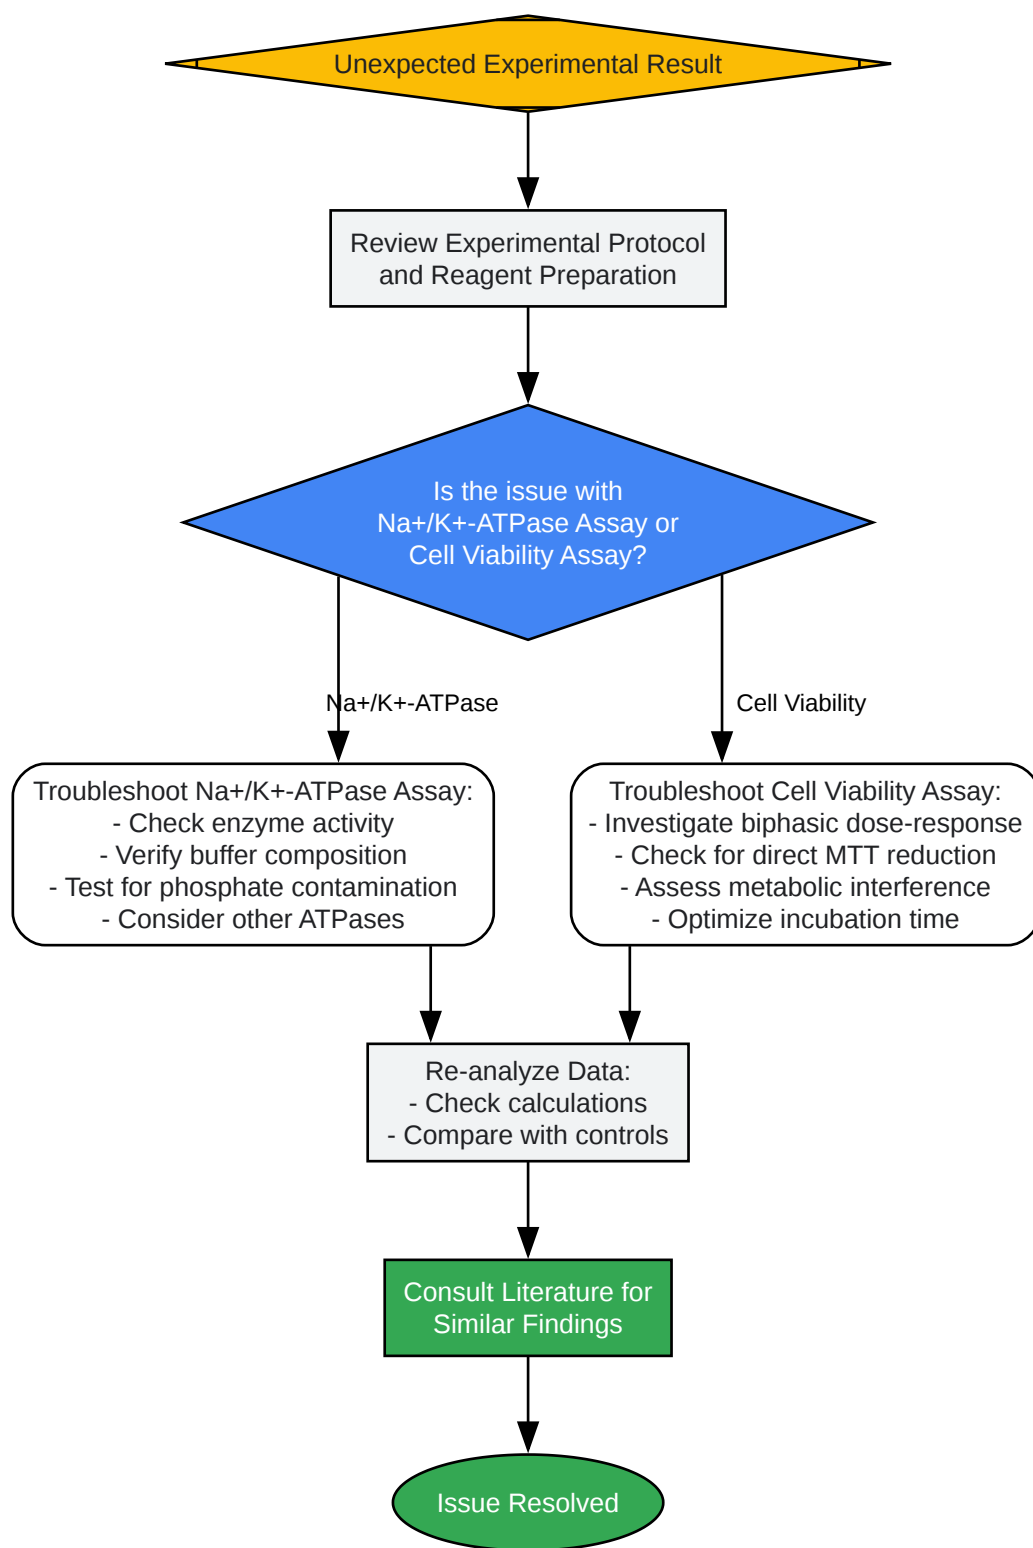 Unexpected Experimental Result
Review Experimental Protocol
and Reagent Preparation
Is the issue with
Na+/K+-ATPase Assay or
Cell Viability Assay?
Na+/K+-ATPase
Cell Viability
Troubleshoot Na+/K+-ATPase Assay:
- Check enzyme activity
- Verify buffer composition
- Test for phosphate contamination
- Consider other ATPases
Troubleshoot Cell Viability Assay:
- Investigate biphasic dose-response
- Check for direct MTT reduction
- Assess metabolic interference
- Optimize incubation time
Re-analyze Data:
- Check calculations
- Compare with controls
Consult Literature for
Similar Findings
Issue Resolved